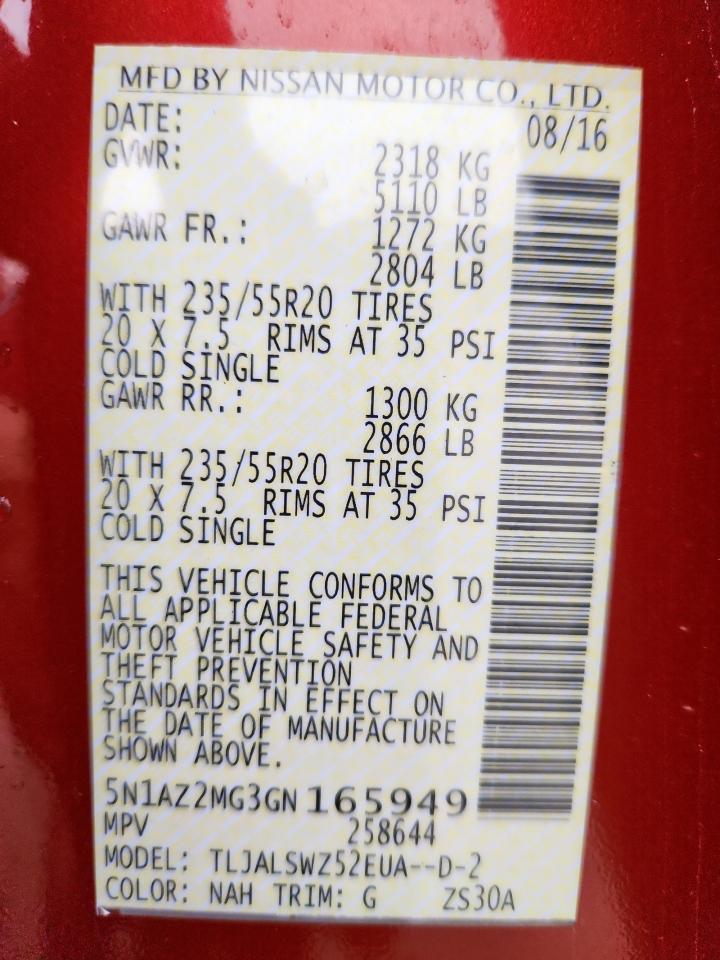 MFD BY NISSAN MOTOR CO., LTD.
DATE: 08/16
GVWR: 2318 KG
5110 LB
GAWR FR.: 1272 KG
2804 LB
WITH 235/55R20 TIRES
20 X 7.5 RIMS AT 35 PSI
COLD SINGLE
GAWR RR.: 1300 KG
2866 LB
WITH 235/55R20 TIRES
20 X 7.5 RIMS AT 35 PSI
COLD SINGLE
THIS VEHICLE CONFORMS TO
ALL APPLICABLE FEDERAL
MOTOR VEHICLE SAFETY AND
THEFT PREVENTION
STANDARDS IN EFFECT ON
THE DATE OF MANUFACTURE
SHOWN ABOVE.
5N1AZ2MG3GN165949
MPV 258644
MODEL: TLJALSWZ52EUA--D-2
COLOR: NAH TRIM: G ZS30A